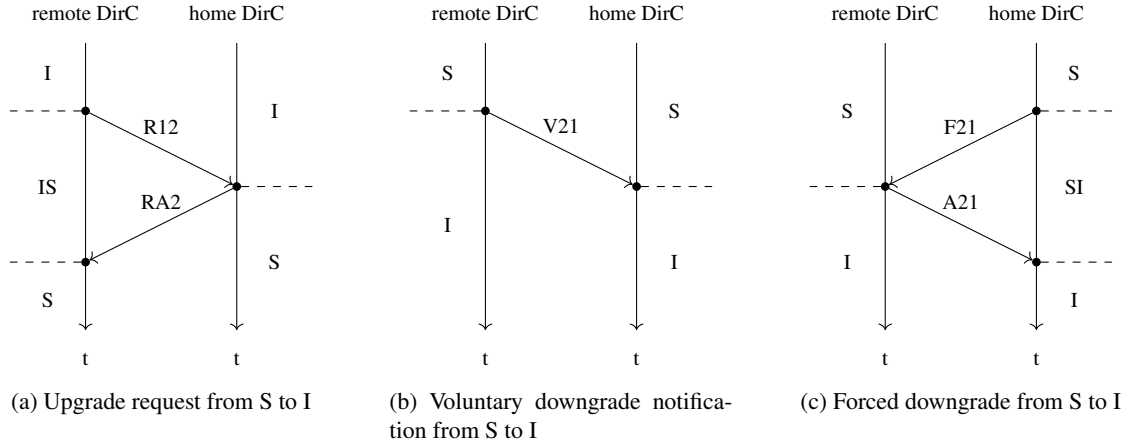 remote DirC
home DirC
I
I
R12
IS
RA2
S
S
t
t
(a) Upgrade request from S to I
remote DirC
home DirC
S
S
V21
I
I
t
t
(b) Voluntary downgrade notifica-
tion from S to I
remote DirC
home DirC
S
S
F21
SI
A21
I
I
t
t
(c) Forced downgrade from S to I